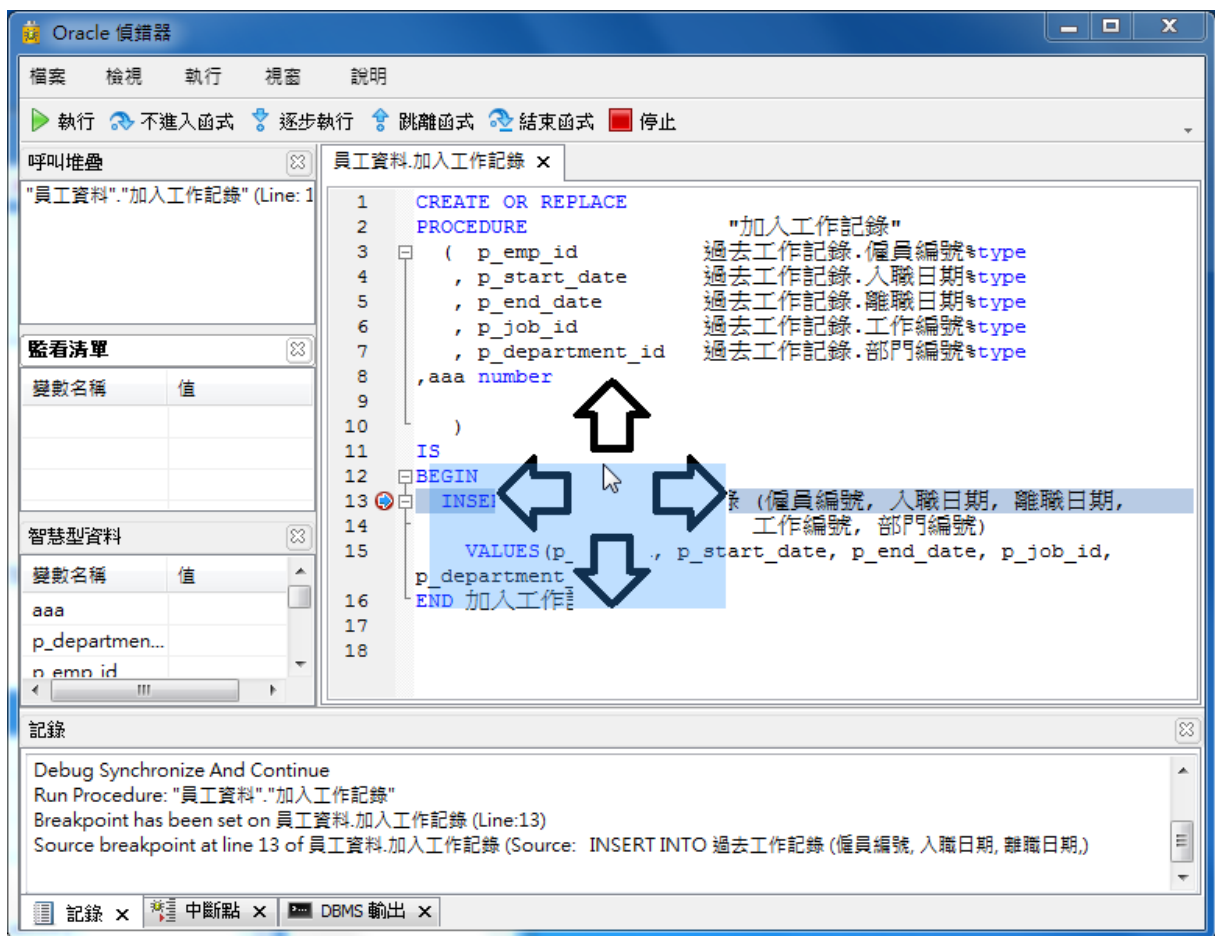 Oracle 偵錯器
檔案 檢視 執行 視窗 說明
執行 不進入函式 逐步執行 跳離函式 結束函式 停止
呼叫堆疊
"員工資料"."加入工作記錄" (Line: 1
監看清單
變數名稱 值
智慧型資料
變數名稱 值
aaa
p_departmen...
p_emp_id
員工資料.加入工作記錄
1 CREATE OR REPLACE
2 PROCEDURE "加入工作記錄"
3 ( p_emp_id 過去工作記錄.僱員編號%type
4 , p_start_date 過去工作記錄.入職日期%type
5 , p_end_date 過去工作記錄.離職日期%type
6 , p_job_id 過去工作記錄.工作編號%type
7 , p_department_id 過去工作記錄.部門編號%type
8 ,aaa number
9
10 )
11 IS
12 BEGIN
13 (僱員編號, 入職日期, 離職日期,
14 工作編號, 部門編號)
15 VALUES(p_ , p_start_date, p_end_date, p_job_id,
p_department_
16 END 加入工作
17
18
記錄
Debug Synchronize And Continue
Run Procedure: "員工資料"."加入工作記錄"
Breakpoint has been set on 員工資料.加入工作記錄 (Line:13)
Source breakpoint at line 13 of 員工資料.加入工作記錄 (Source: INSERT INTO 過去工作記錄 (僱員編號, 入職日期, 離職日期,)
記錄 中斷點 DBMS 輸出